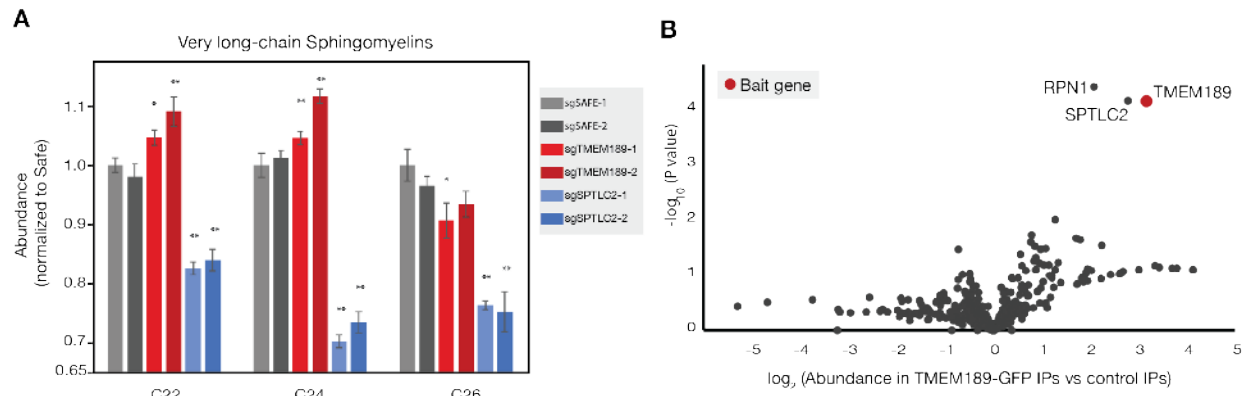 A
Very long-chain Sphingomyelins
Abundance
(normalized to Safe)
1.1
1.0
0.9
0.8
0.7
0.65
C22
C24
C26
sgSAFE-1
sgSAFE-2
sgTMEM189-1
sgTMEM189-2
sgSPTLC2-1
sgSPTLC2-2
B
Bait gene
RPN1
TMEM189
SPTLC2
-log10 (P value)
4
3
2
1
0
-5 -4 -3 -2 -1 0 1 2 3 4 5
log2 (Abundance in TMEM189-GFP IPs vs control IPs)